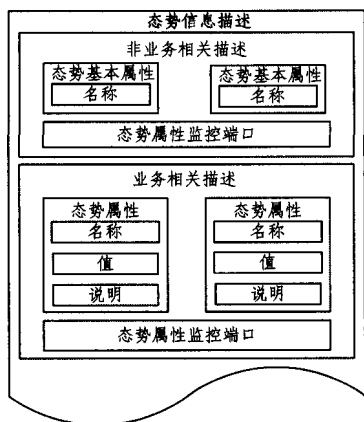 态势信息描述
非业务相关描述
态势基本属性 态势基本属性
名称 名称
态势属性监控端口
业务相关描述
态势属性 态势属性
名称 名称
值 值
说明 说明
态势属性监控端口